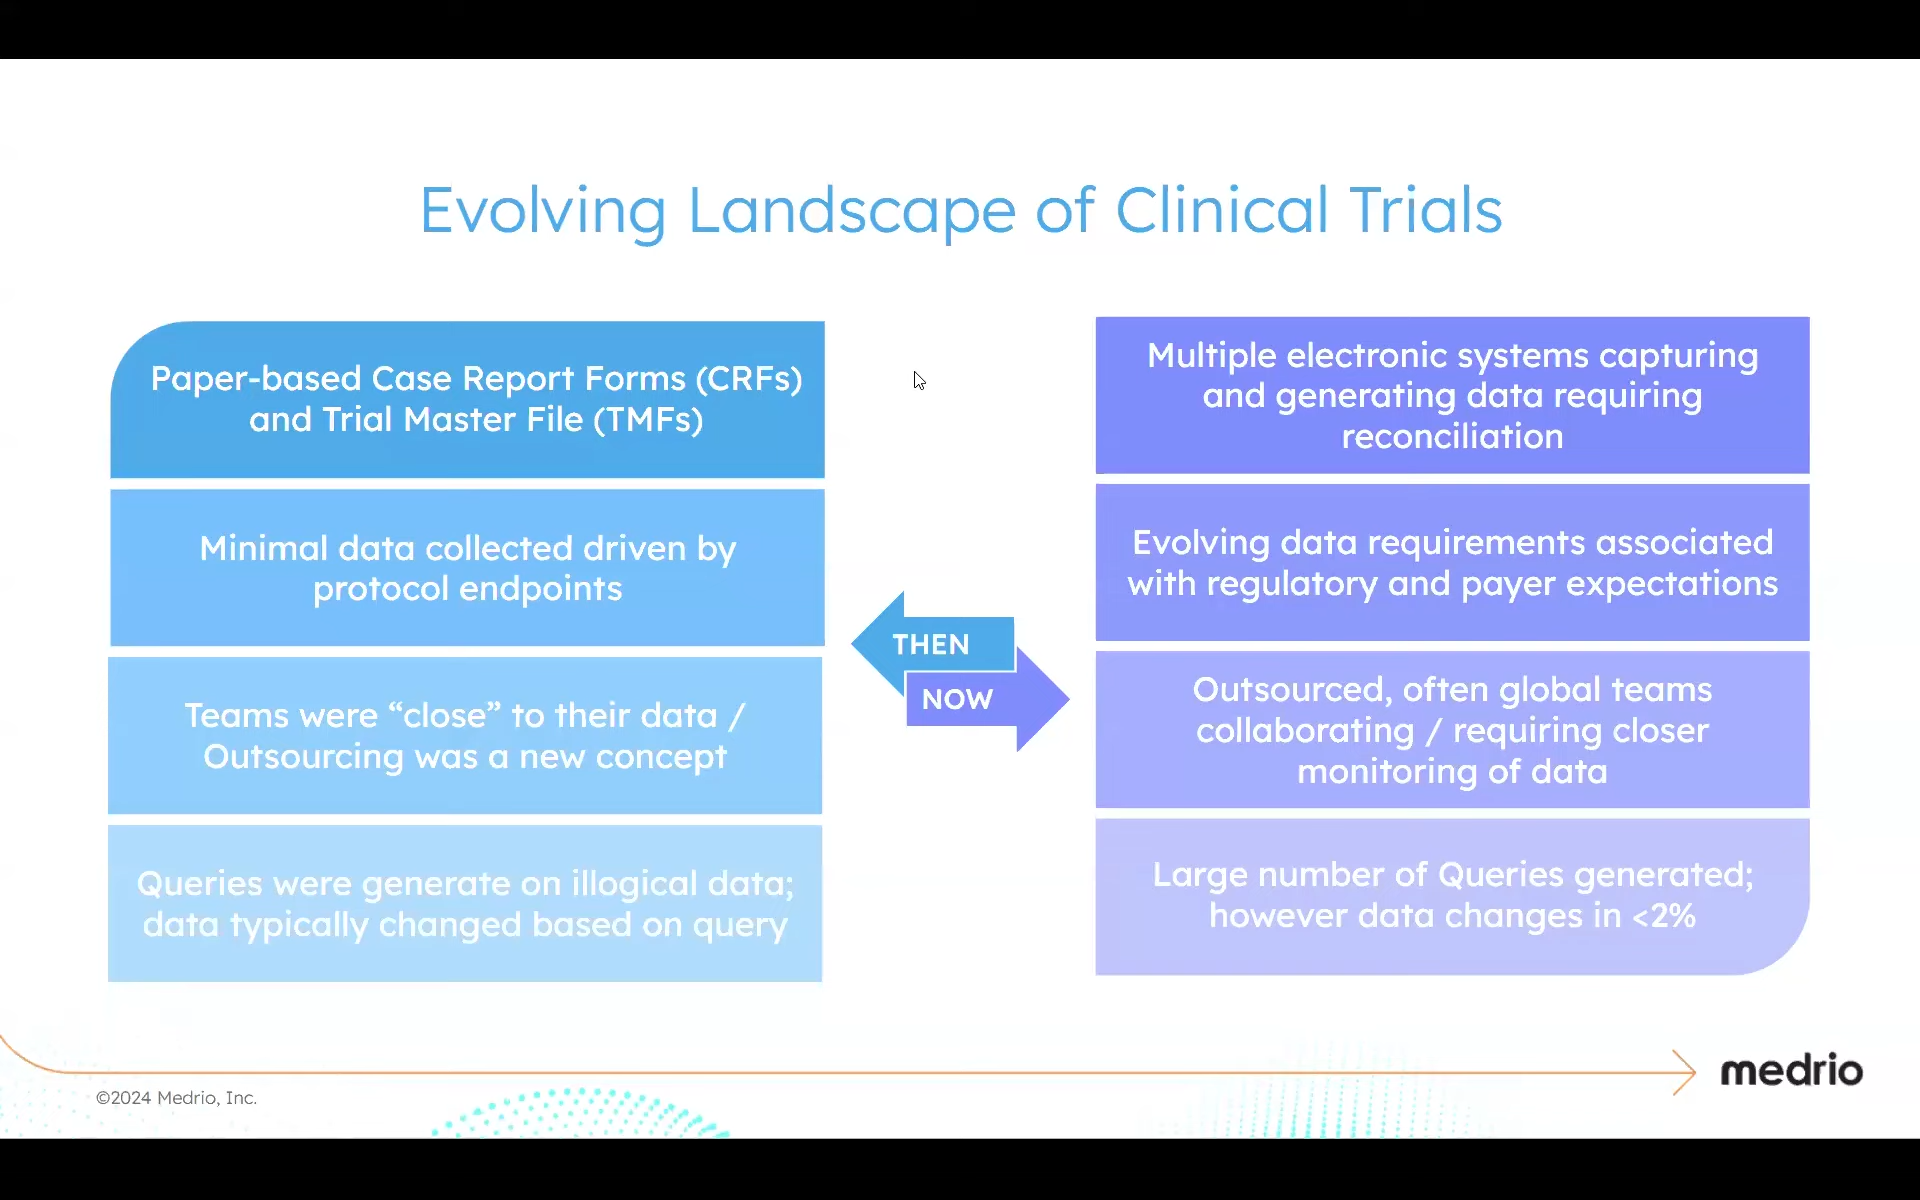 Evolving Landscape of Clinical Trials
Paper-based Case Report Forms (CRFs)
and Trial Master File (TMFs)
Minimal data collected driven by
protocol endpoints
Teams were “close” to their data /
Outsourcing was a new concept
Queries were generate on illogical data;
data typically changed based on query
THEN
NOW
Multiple electronic systems capturing
and generating data requiring
reconciliation
Evolving data requirements associated
with regulatory and payer expectations
Outsourced, often global teams
collaborating / requiring closer
monitoring of data
Large number of Queries generated;
however data changes in <2%
©2024 Medrio, Inc.
medrio